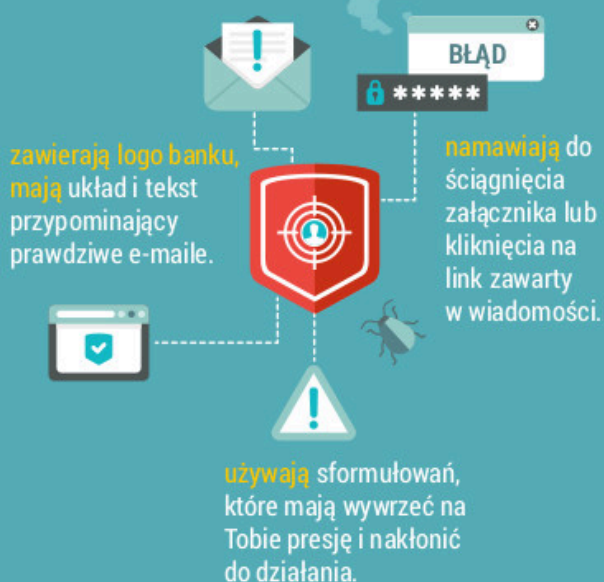 BŁĄD
*****
zawierają logo banku,
mają układ i tekst
przypominający
prawdziwe e-maile.
namawiają do
ściągnięcia
załącznika lub
kliknięcia na
link zawarty
w wiadomości.
używają sformułowań,
które mają wywrzeć na
Tobie presję i nakłonić
do działania.